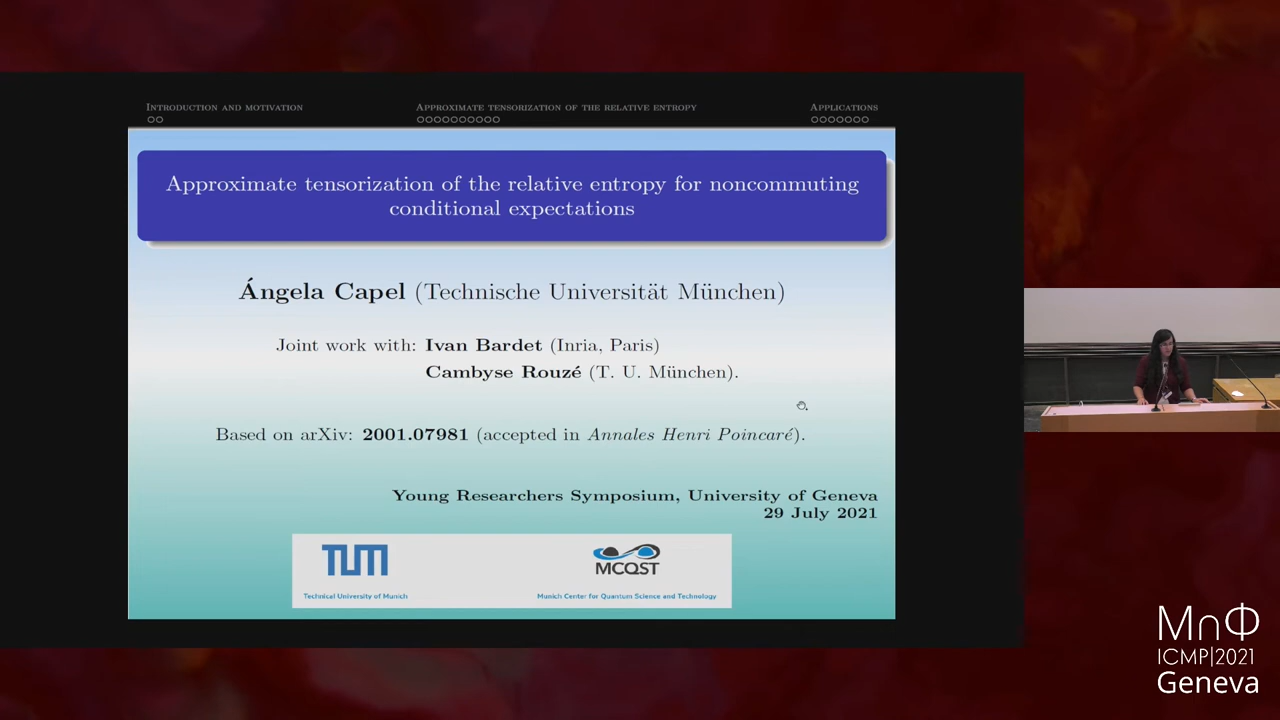 INTRODUCTION AND MOTIVATION
APPROXIMATE TENSORIZATION OF THE RELATIVE ENTROPY
APPLICATIONS
Approximate tensorization of the relative entropy for noncommuting
conditional expectations
Ángela Capel (Technische Universität München)
Joint work with: Ivan Bardet (Inria, Paris)
Cambyse Rouzé (T. U. München).
Based on arXiv: 2001.07981 (accepted in Annales Henri Poincaré).
Young Researchers Symposium, University of Geneva
29 July 2021
TUM
Technical University of Munich
MCQST
Munich Center for Quantum Science and Technology
M∩Φ
ICMP|2021
Geneva